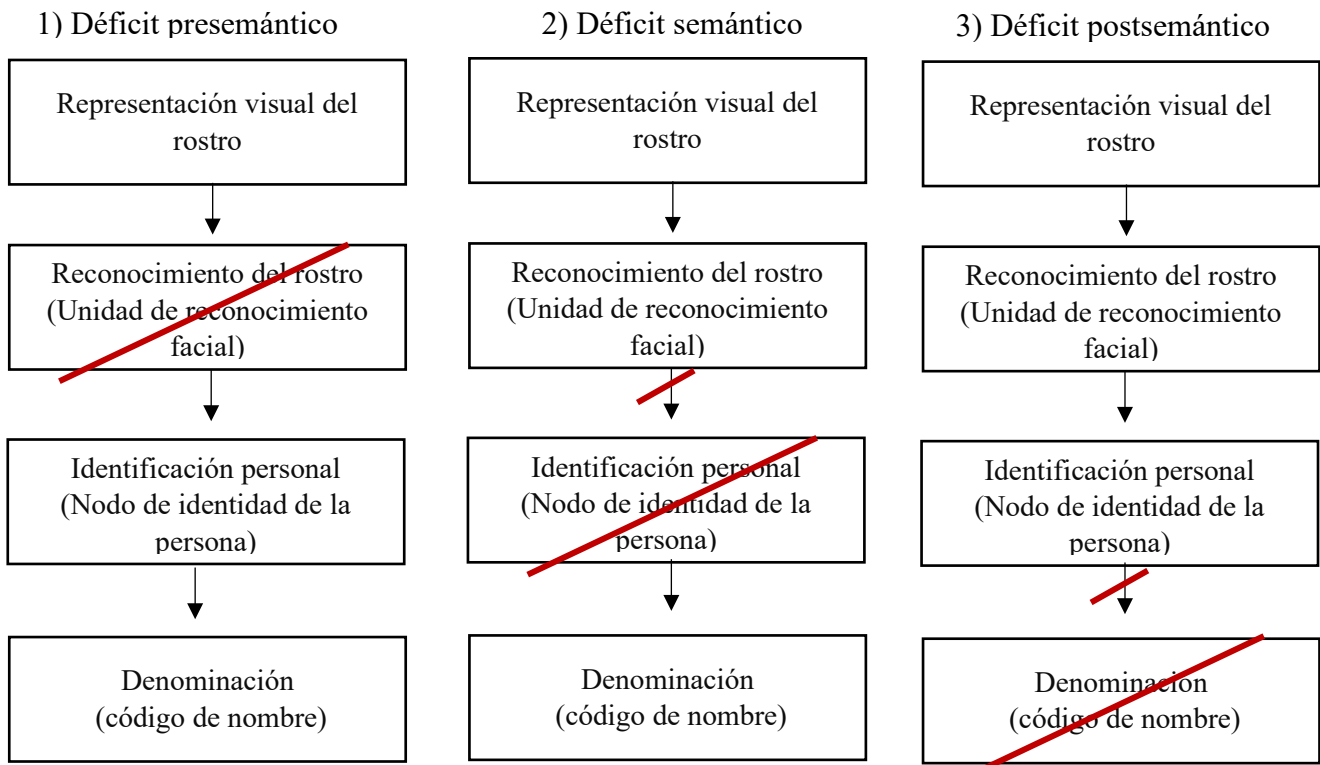 1) Déficit presemántico
Representación visual del
rostro
Reconocimiento del rostro
(Unidad de reconocimiento
facial)
Identificación personal
(Nodo de identidad de la
persona)
Denominación
(código de nombre)
2) Déficit semántico
Representación visual del
rostro
Reconocimiento del rostro
(Unidad de reconocimiento
facial)
Identificación personal
(Nodo de identidad de la
persona)
Denominación
(código de nombre)
3) Déficit postsemántico
Representación visual del
rostro
Reconocimiento del rostro
(Unidad de reconocimiento
facial)
Identificación personal
(Nodo de identidad de la
persona)
Denominación
(código de nombre)